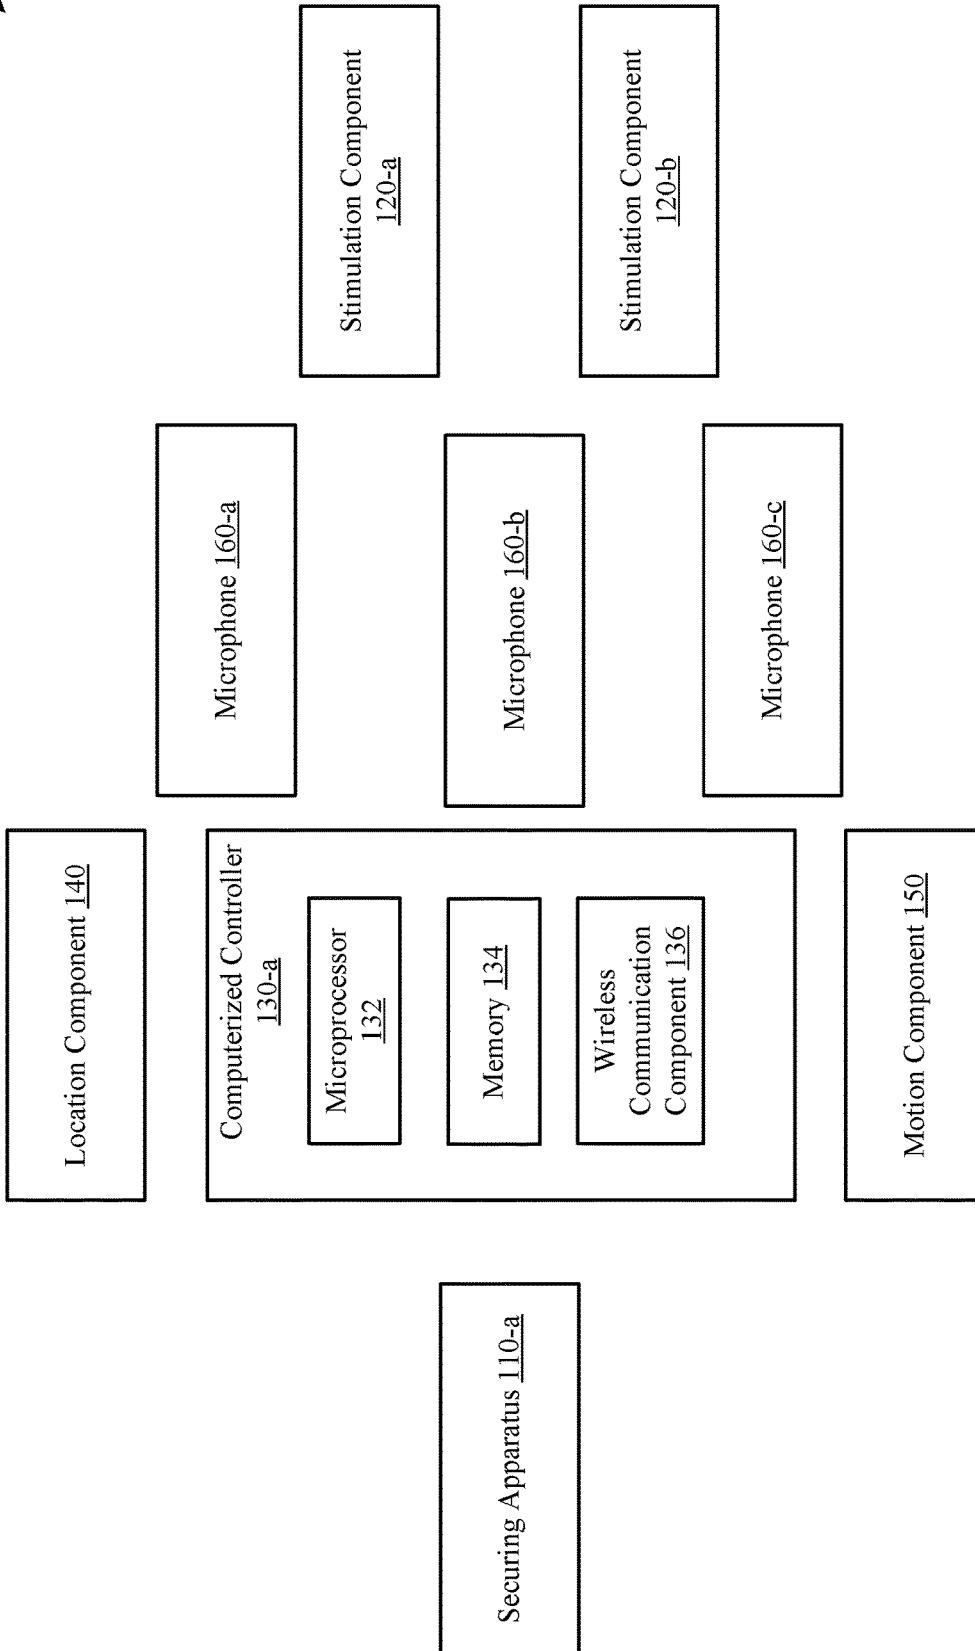 Securing Apparatus 110-a
Location Component 140
Computerized Controller
130-a
Microprocessor
132
Memory 134
Wireless
Communication
Component 136
Motion Component 150
Microphone 160-a
Microphone 160-b
Microphone 160-c
Stimulation Component
120-a
Stimulation Component
120-b